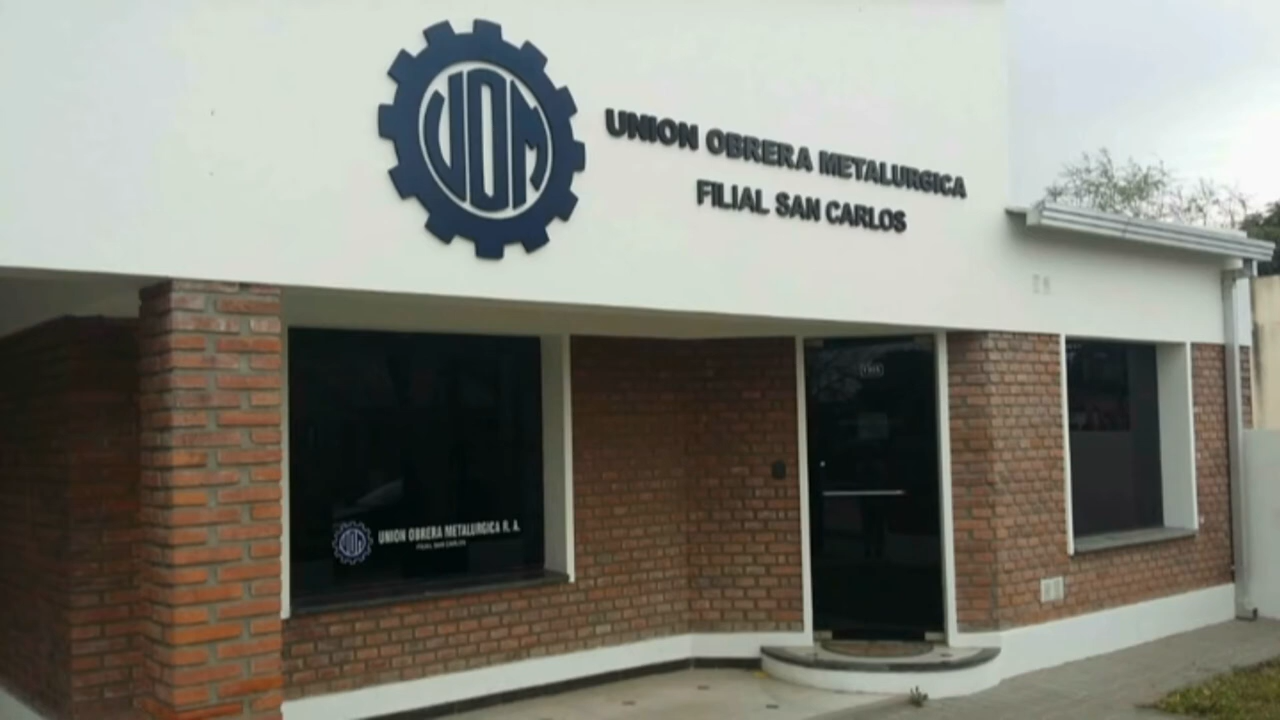 UOM
UNION OBRERA METALURGICA
FILIAL SAN CARLOS
UOM
UNION OBRERA METALURGICA R. A.
FILIAL SAN CARLOS